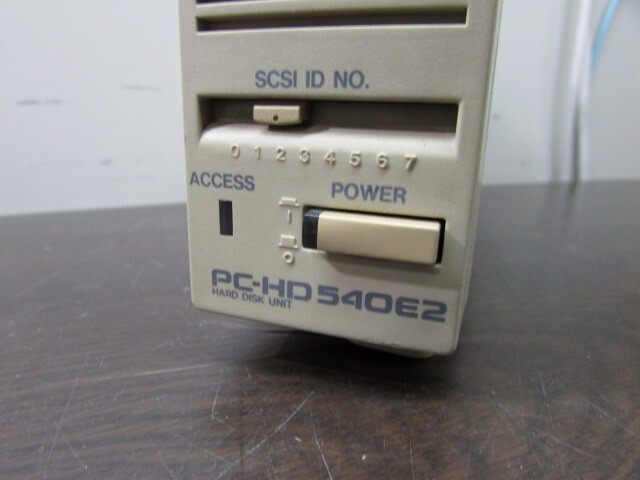 SCSI ID NO.
0 1 2 3 4 5 6 7
ACCESS
POWER
PC-HD 540E2
HARD DISK UNIT